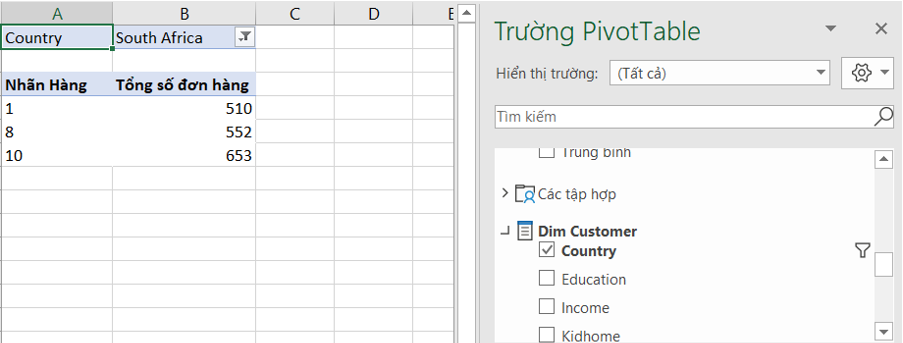 A B C D E
Country South Africa
Nhãn Hàng Tổng số đơn hàng
1 510
8 552
10 653
Trường PivotTable
Hiển thị trường: (Tất cả)
Tìm kiếm
Trung bình
Các tập hợp
Dim Customer
Country
Education
Income
Kidhome